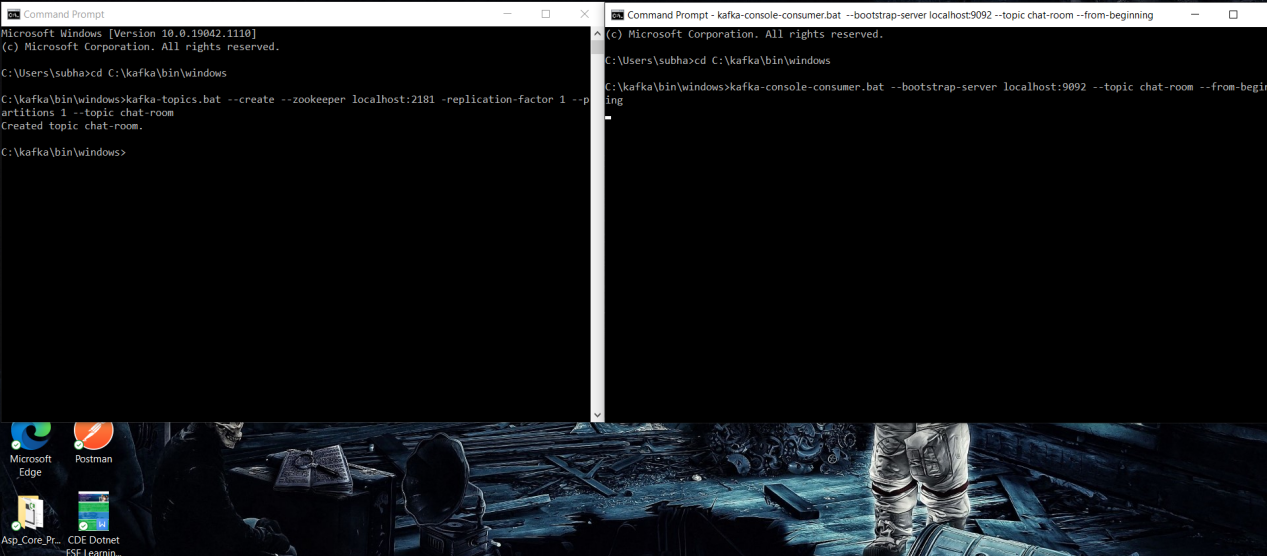 Command Prompt
Microsoft Windows [Version 10.0.19042.1110]
(c) Microsoft Corporation. All rights reserved.
C:\Users\subha>cd C:\kafka\bin\windows
C:\kafka\bin\windows>kafka-topics.bat --create --zookeeper localhost:2181 -replication-factor 1 --p
artitions 1 --topic chat-room
Created topic chat-room.
C:\kafka\bin\windows>
Command Prompt - kafka-console-consumer.bat --bootstrap-server localhost:9092 --topic chat-room --from-beginning
(c) Microsoft Corporation. All rights reserved.
C:\Users\subha>cd C:\kafka\bin\windows
C:\kafka\bin\windows>kafka-console-consumer.bat --bootstrap-server localhost:9092 --topic chat-room --from-beginn
ing
Microsoft
Edge
Postman
Asp_Core_Pr...
CDE Dotnet
FSE Learnin...